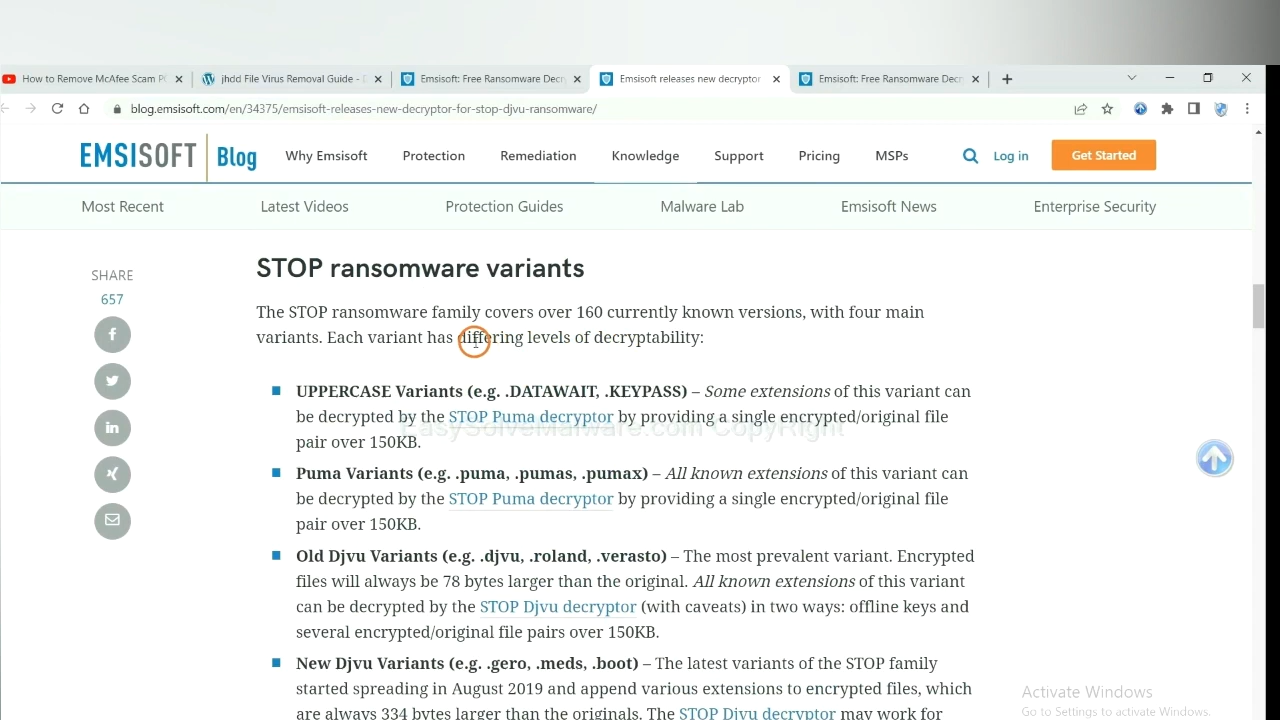 How to Remove McAfee Scam P
jhdd File Virus Removal Guide -
Emsisoft: Free Ransomware Decr
Emsisoft releases new decryptor
Emsisoft: Free Ransomware Decr
blog.emsisoft.com/en/34375/emsisoft-releases-new-decryptor-for-stop-djvu-ransomware/
EMSISOFT Blog Why Emsisoft Protection Remediation Knowledge Support Pricing MSPs Log in Get Started
Most Recent Latest Videos Protection Guides Malware Lab Emsisoft News Enterprise Security
SHARE
657
STOP ransomware variants
The STOP ransomware family covers over 160 currently known versions, with four main
variants. Each variant has differing levels of decryptability:
UPPERCASE Variants (e.g. .DATAWAIT, .KEYPASS) – Some extensions of this variant can
be decrypted by the STOP Puma decryptor by providing a single encrypted/original file
pair over 150KB.
EasySolveMalware.com CopyRight
Puma Variants (e.g. .puma, .pumas, .pumax) – All known extensions of this variant can
be decrypted by the STOP Puma decryptor by providing a single encrypted/original file
pair over 150KB.
Old Djvu Variants (e.g. .djvu, .roland, .verasto) – The most prevalent variant. Encrypted
files will always be 78 bytes larger than the original. All known extensions of this variant
can be decrypted by the STOP Djvu decryptor (with caveats) in two ways: offline keys and
several encrypted/original file pairs over 150KB.
New Djvu Variants (e.g. .gero, .meds, .boot) – The latest variants of the STOP family
started spreading in August 2019 and append various extensions to encrypted files, which
are always 334 bytes larger than the originals. The STOP Djvu decryptor may work for
Activate Windows
Go to Settings to activate Windows.